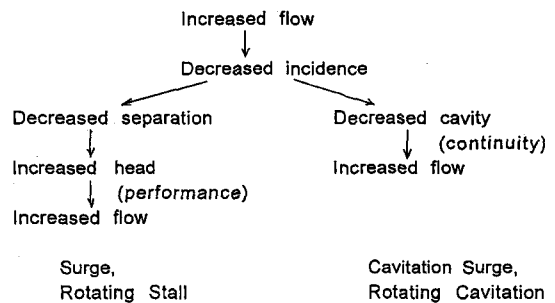 Increased flow
Decreased incidence
Decreased separation
Increased head
(performance)
Increased flow
Surge,
Rotating Stall
Decreased cavity
(continuity)
Increased flow
Cavitation Surge,
Rotating Cavitation